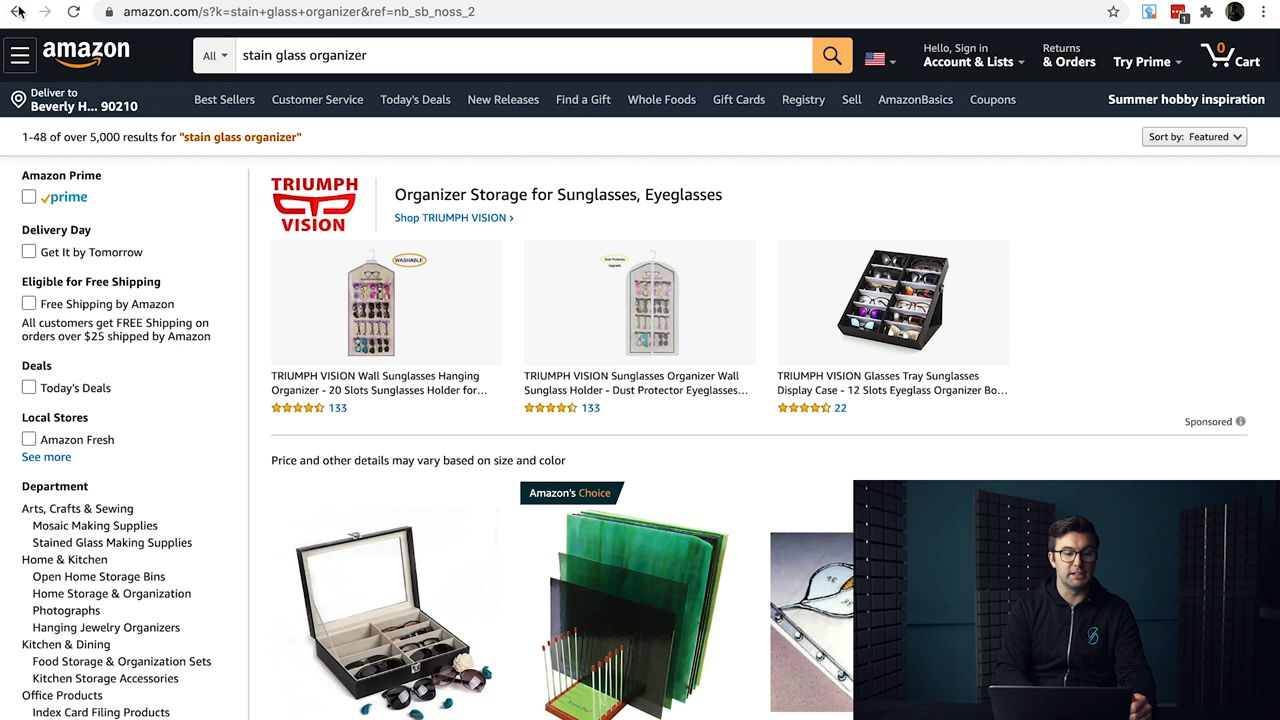 amazon.com/s?k=stain+glass+organizer&ref=nb_sb_noss_2
1
amazon
All
stain glass organizer
Hello, Sign in
Account & Lists
Returns
& Orders
Try Prime
0
Cart
Deliver to
Beverly H... 90210
Best Sellers
Customer Service
Today's Deals
New Releases
Find a Gift
Whole Foods
Gift Cards
Registry
Sell
AmazonBasics
Coupons
Summer hobby inspiration
1-48 of over 5,000 results for "stain glass organizer"
Sort by: Featured
Amazon Prime
prime
Delivery Day
Get It by Tomorrow
Eligible for Free Shipping
Free Shipping by Amazon
All customers get FREE Shipping on
orders over $25 shipped by Amazon
Deals
Today's Deals
Local Stores
Amazon Fresh
See more
Department
Arts, Crafts & Sewing
Mosaic Making Supplies
Stained Glass Making Supplies
Home & Kitchen
Open Home Storage Bins
Home Storage & Organization
Photographs
Hanging Jewelry Organizers
Kitchen & Dining
Food Storage & Organization Sets
Kitchen Storage Accessories
Office Products
Index Card Filing Products
TRIUMPH
VISION
Organizer Storage for Sunglasses, Eyeglasses
Shop TRIUMPH VISION ›
WASHABLE
TRIUMPH VISION Wall Sunglasses Hanging
Organizer - 20 Slots Sunglasses Holder for...
133
TRIUMPH VISION Sunglasses Organizer Wall
Sunglass Holder - Dust Protector Eyeglasses...
133
TRIUMPH VISION Glasses Tray Sunglasses
Display Case - 12 Slots Eyeglass Organizer Bo...
22
Sponsored
Price and other details may vary based on size and color
Amazon's Choice